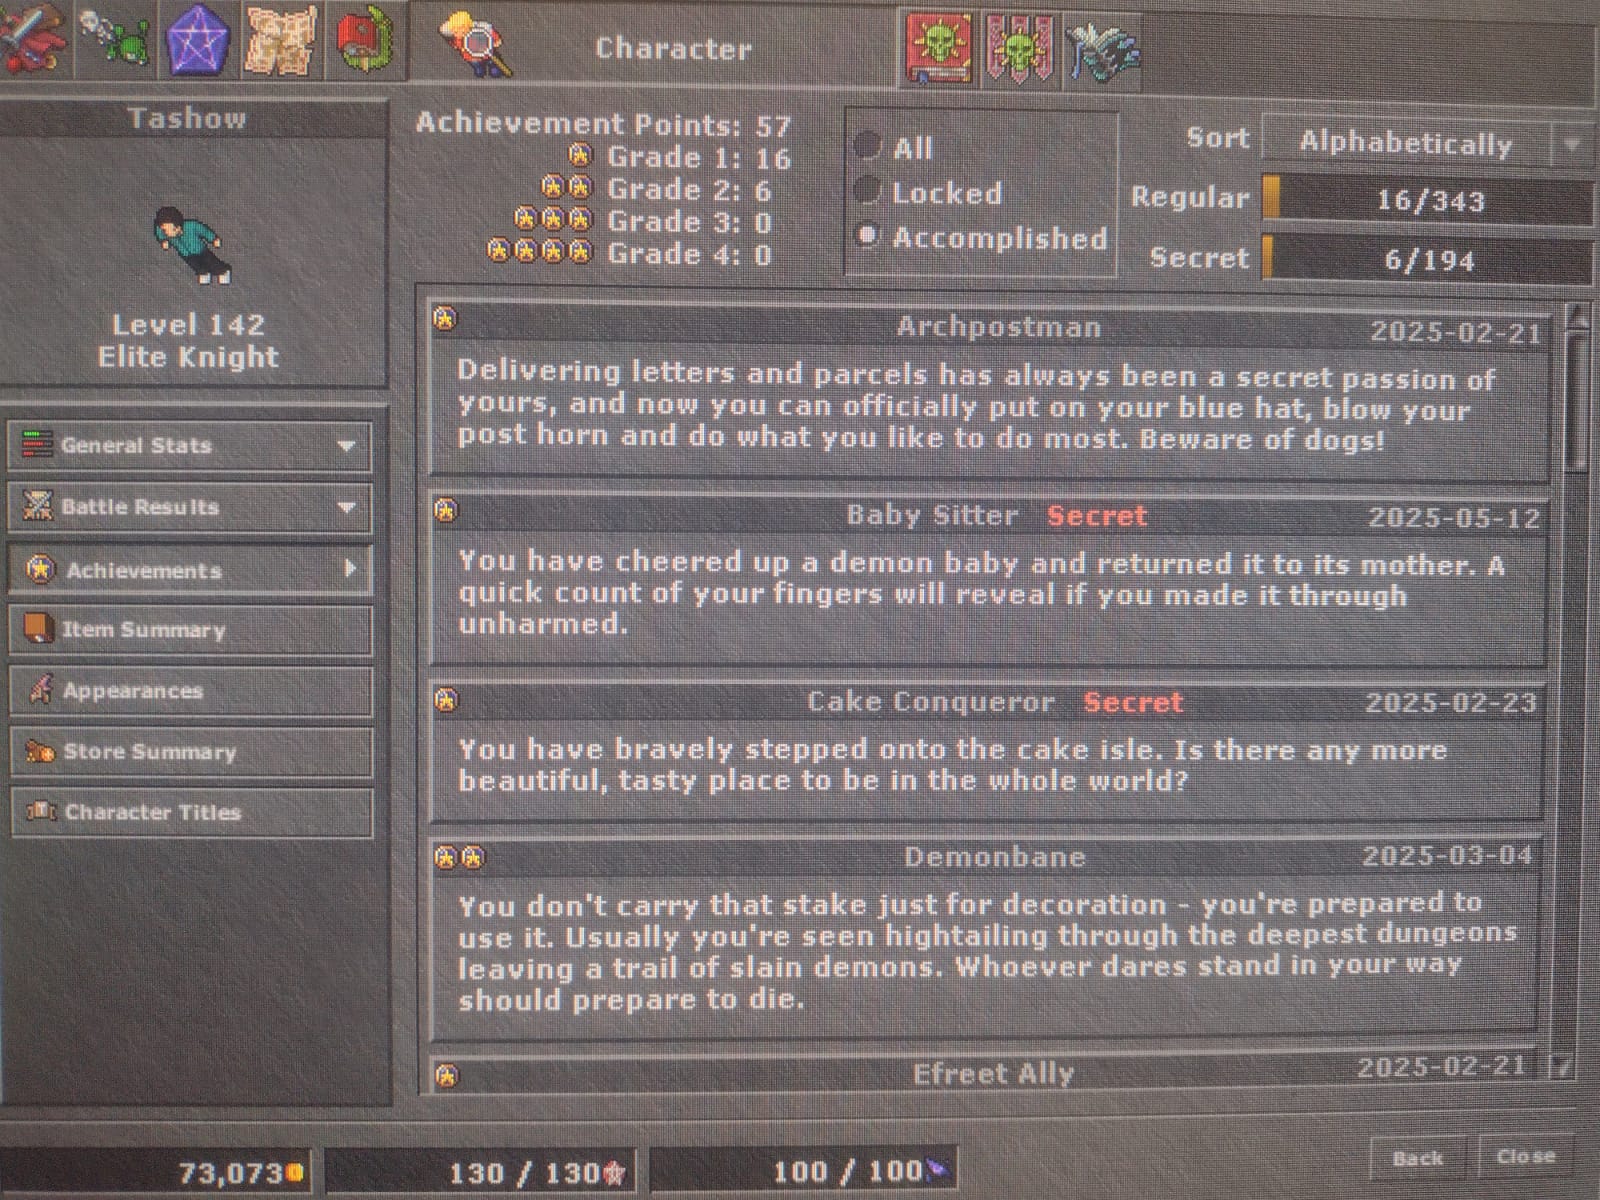 Character
Tashow
Level 142
Elite Knight
General Stats
Battle Results
Achievements
Item Summary
Appearances
Store Summary
Character Titles
Achievement Points: 57
Grade 1: 16
Grade 2: 6
Grade 3: 0
Grade 4: 0
All
Locked
Accomplished
Sort Alphabetically
Regular 16/343
Secret 6/194
Archpostman 2025-02-21
Delivering letters and parcels has always been a secret passion of
yours, and now you can officially put on your blue hat, blow your
post horn and do what you like to do most. Beware of dogs!
Baby Sitter Secret 2025-05-12
You have cheered up a demon baby and returned it to its mother. A
quick count of your fingers will reveal if you made it through
unharmed.
Cake Conqueror Secret 2025-02-23
You have bravely stepped onto the cake isle. Is there any more
beautiful, tasty place to be in the whole world?
Demonbane 2025-03-04
You don't carry that stake just for decoration - you're prepared to
use it. Usually you're seen hightailing through the deepest dungeons
leaving a trail of slain demons. Whoever dares stand in your way
should prepare to die.
Efreet Ally 2025-02-21
73,073
130 / 130
100 / 100
Back
Close